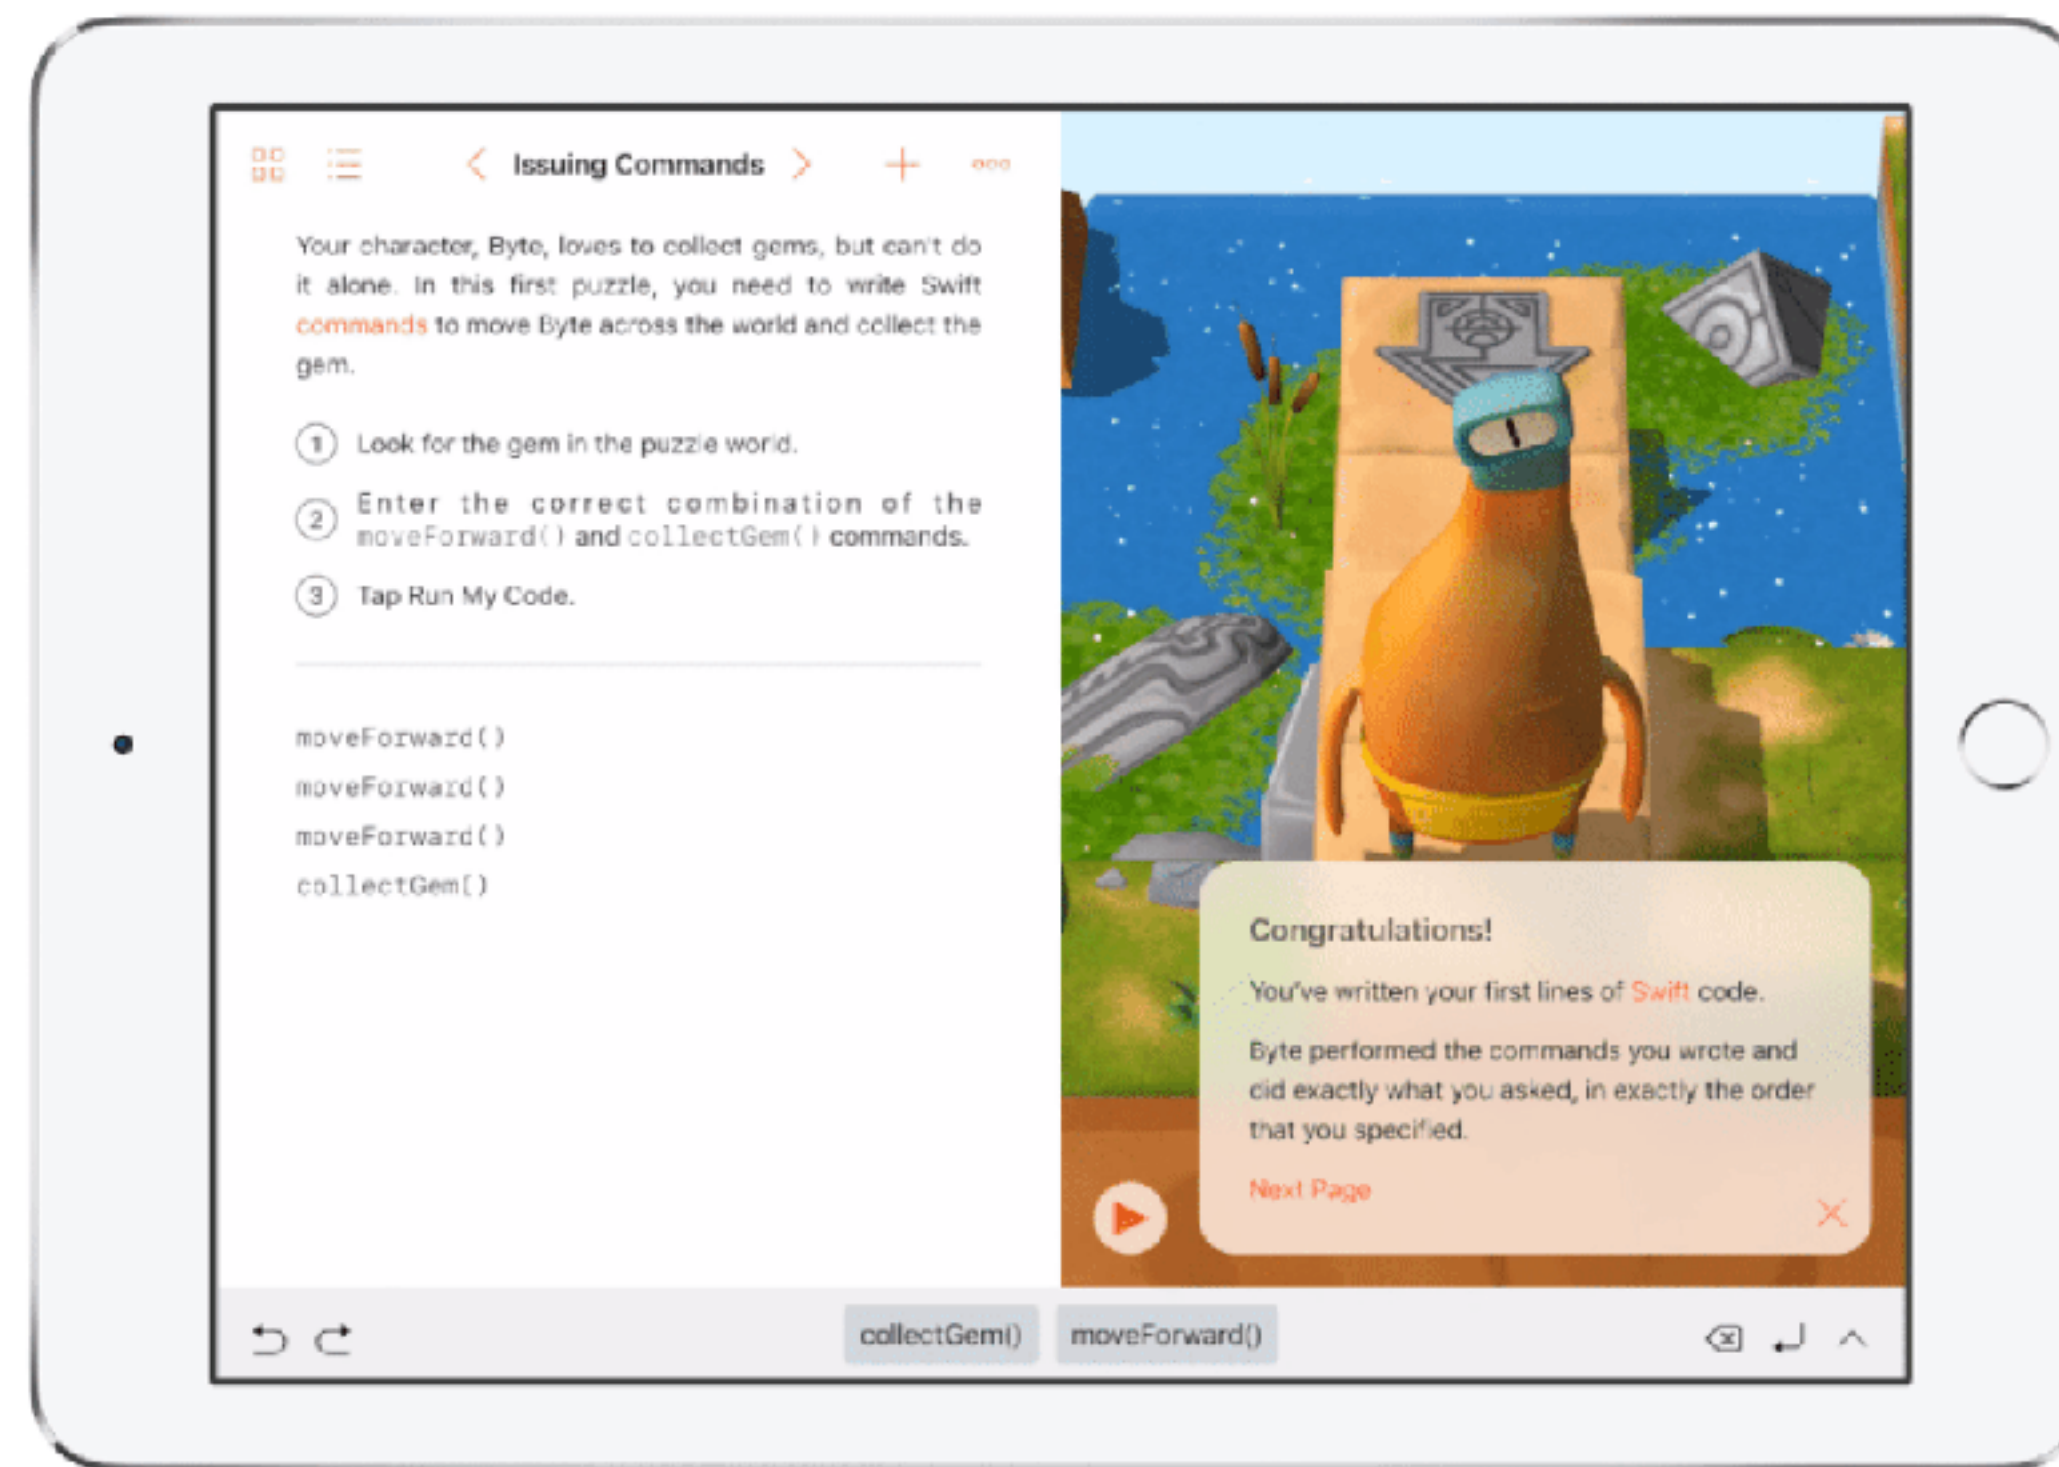 Issuing Commands
Your character, Byte, loves to collect gems, but can't do
it alone. In this first puzzle, you need to write Swift
commands to move Byte across the world and collect the
gem.
1 Look for the gem in the puzzle world.
2 Enter the correct combination of the
moveForward() and collectGem() commands.
3 Tap Run My Code.
moveForward()
moveForward()
moveForward()
collectGem()
Congratulations!
You've written your first lines of Swift code.
Byte performed the commands you wrote and
did exactly what you asked, in exactly the order
that you specified.
Next Page
collectGem() moveForward()